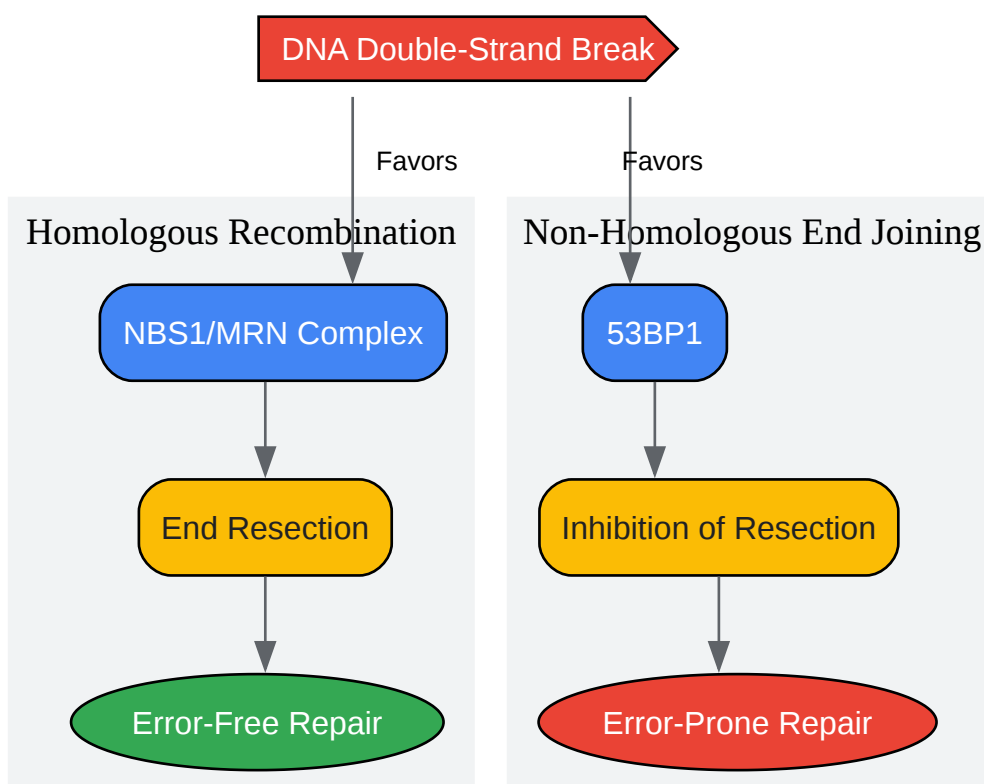 DNA Double-Strand Break
Favors
Favors
Homologous Recombination
Non-Homologous End Joining
NBS1/MRN Complex
53BP1
End Resection
Inhibition of Resection
Error-Free Repair
Error-Prone Repair